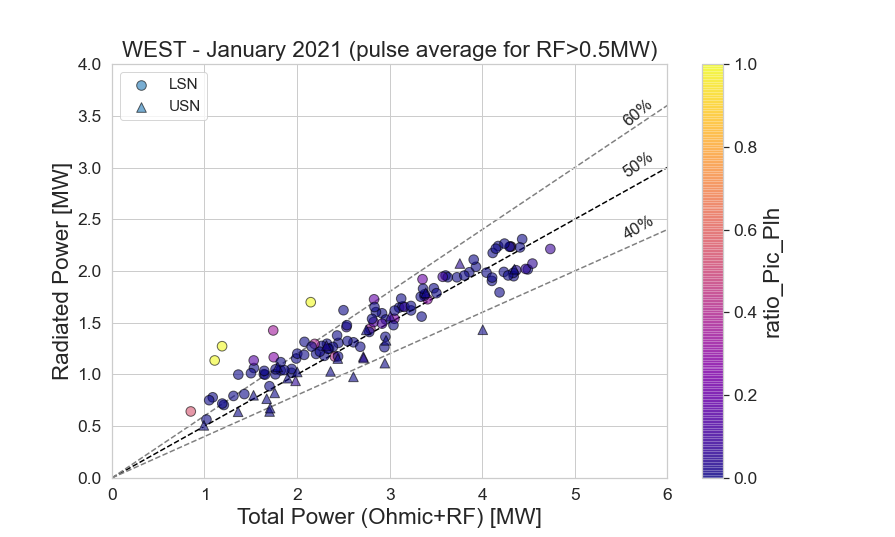 WEST - January 2021 (pulse average for RF>0.5MW)
LSN
USN
60%
50%
40%
4.0
3.5
3.0
2.5
2.0
1.5
1.0
0.5
0.0
Radiated Power [MW]
0 1 2 3 4 5 6
Total Power (Ohmic+RF) [MW]
1.0
0.8
0.6
0.4
0.2
0.0
ratio_Pic_Plh